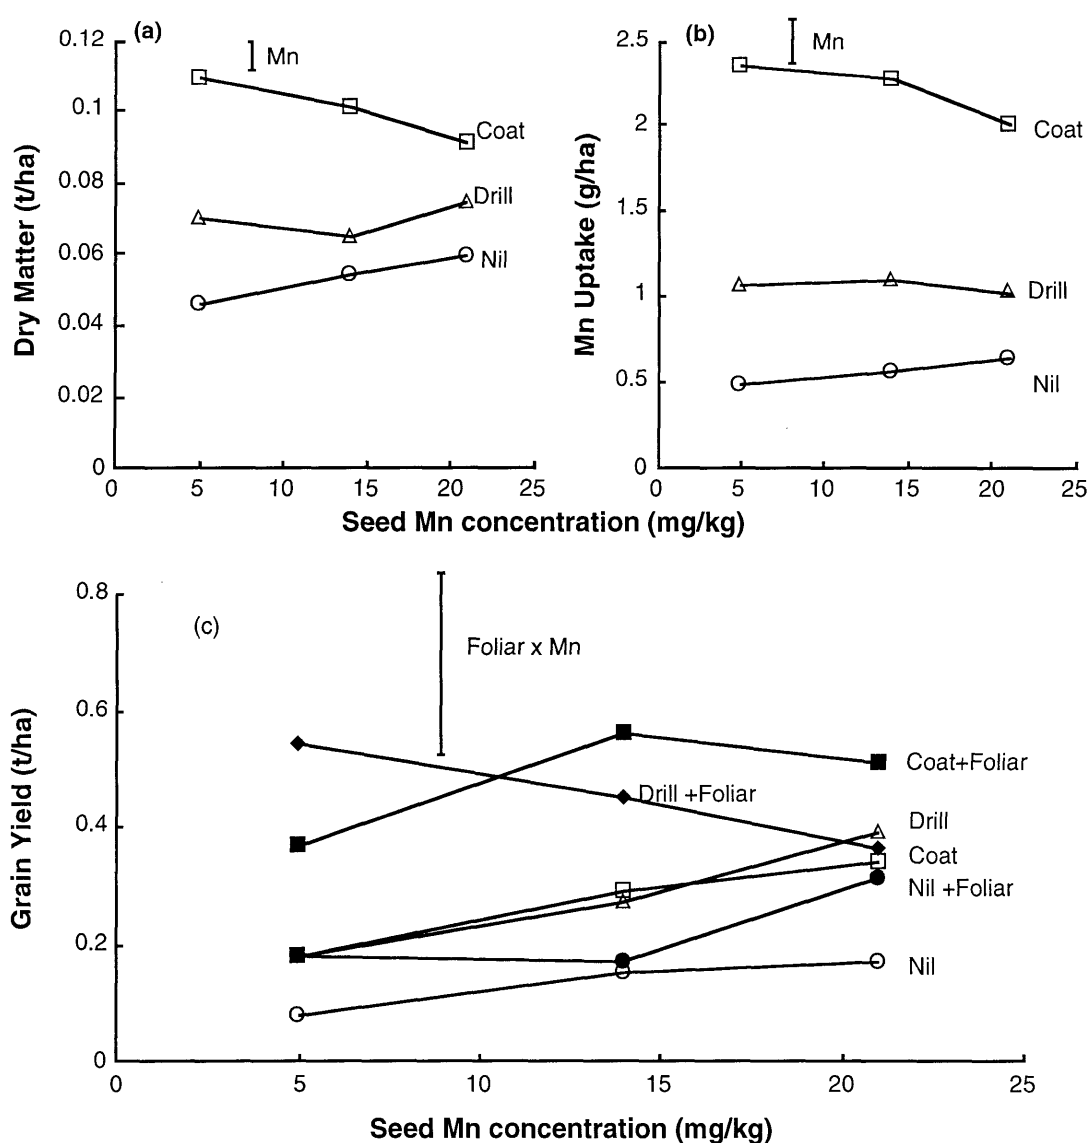 (a)
Mn
0.12
0.1
0.08
0.06
0.04
0.02
0
Coat
Drill
Nil
0
5
10
15
20
25
Dry Matter (t/ha)
(b)
Mn
2.5
2
1.5
1
0.5
0
Coat
Drill
Nil
0
5
10
15
20
25
Mn Uptake (g/ha)
Seed Mn concentration (mg/kg)
(c)
Foliar x Mn
0.8
0.6
0.4
0.2
0
Coat+Foliar
Drill +Foliar
Drill
Coat
Nil +Foliar
Nil
0
5
10
15
20
25
Grain Yield (t/ha)
Seed Mn concentration (mg/kg)